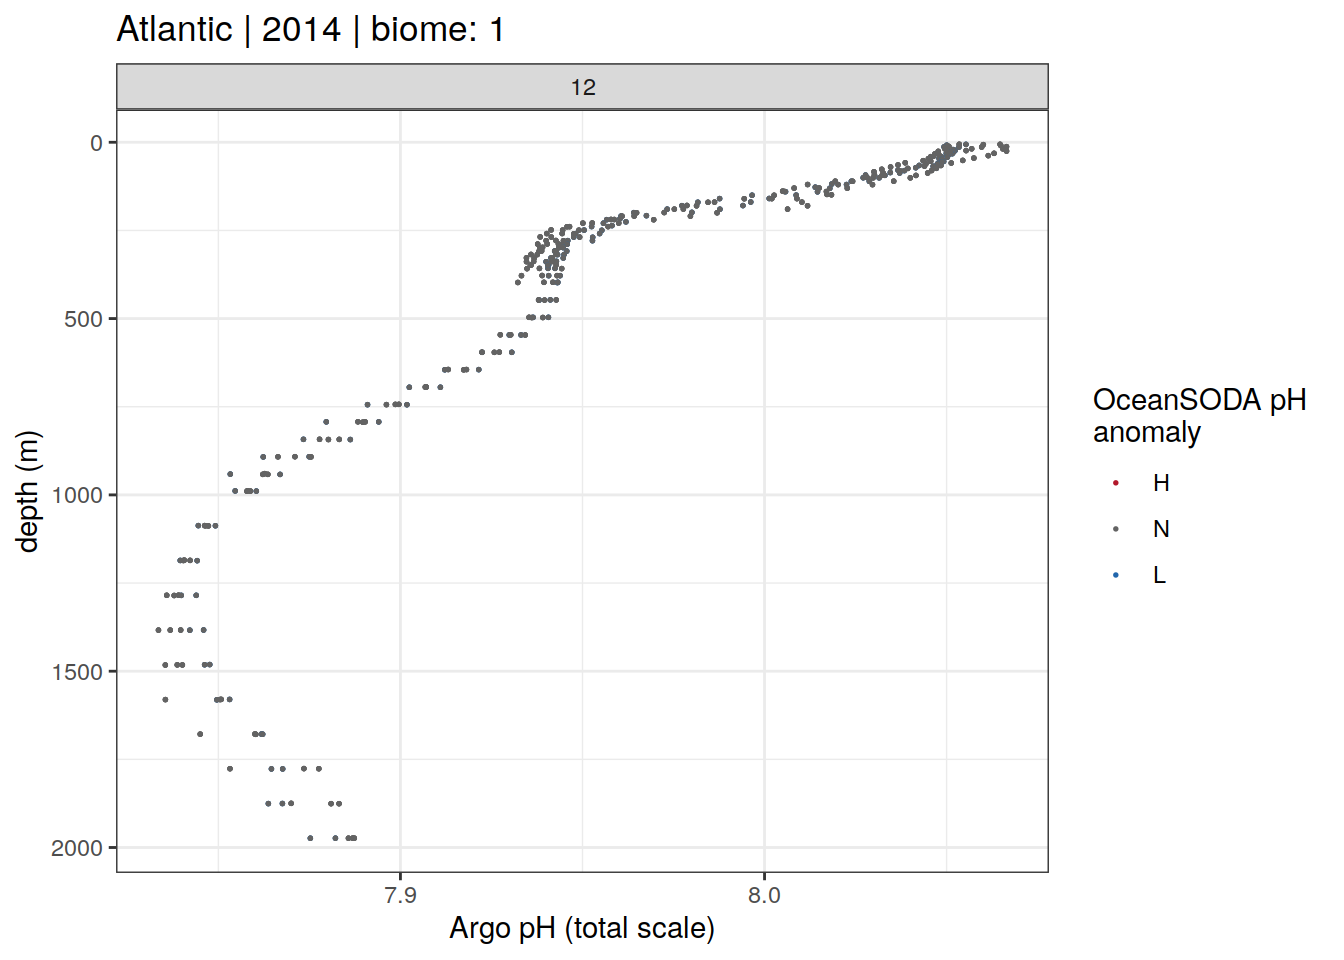 Atlantic | 2014 | biome: 1
12
0
500
1000
1500
2000
depth (m)
7.9
8.0
Argo pH (total scale)
OceanSODA pH
anomaly
H
N
L